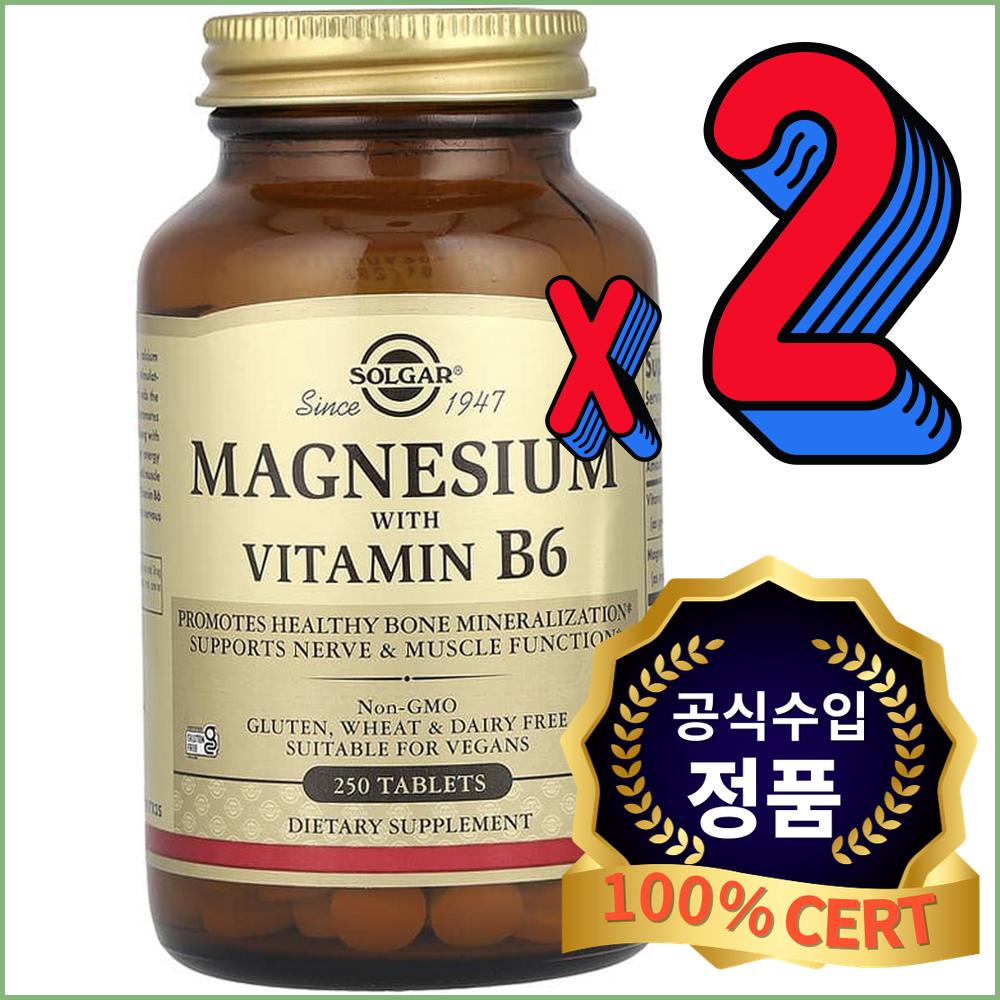 SOLGAR®
Since 1947
MAGNESIUM
WITH
VITAMIN B6
PROMOTES HEALTHY BONE MINERALIZATION*
SUPPORTS NERVE & MUSCLE FUNCTION*
Non-GMO
GLUTEN, WHEAT & DAIRY FREE
SUITABLE FOR VEGANS
250 TABLETS
DIETARY SUPPLEMENT
x2
공식수입
정품
100% CERT